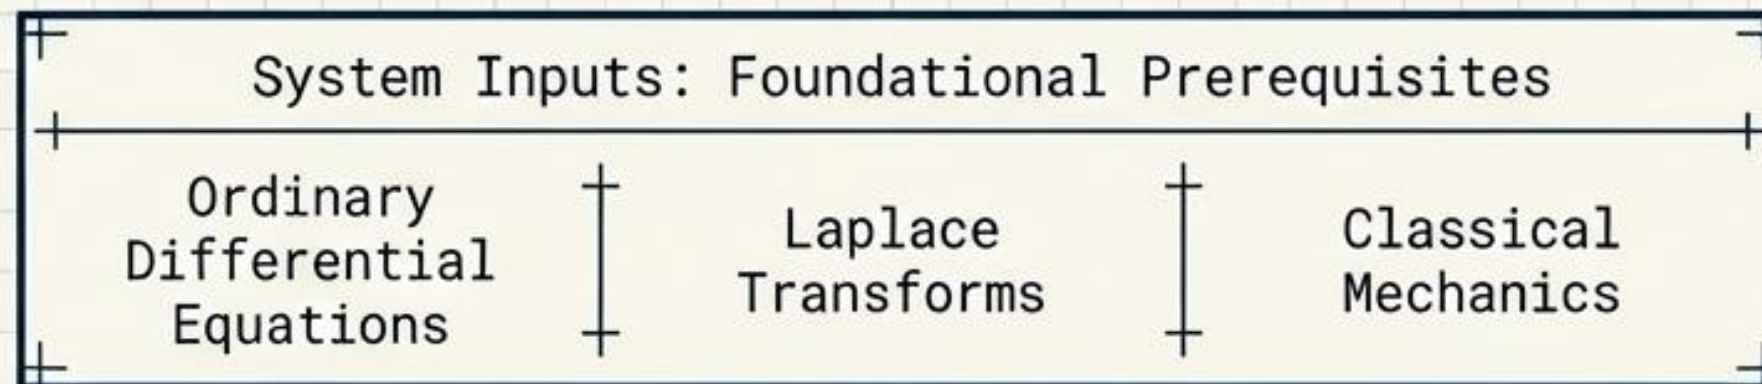 System Inputs: Foundational Prerequisites
Ordinary
Differential
Equations
Laplace
Transforms
Classical
Mechanics